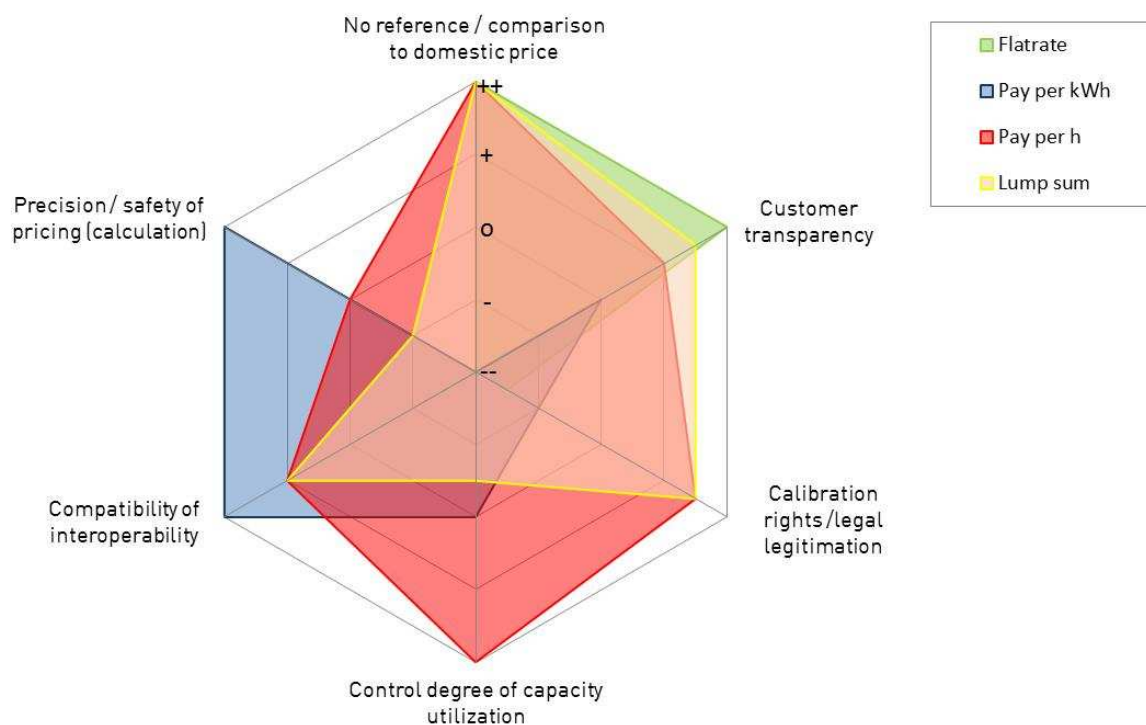 No reference / comparison
to domestic price
Flatrate
Pay per kWh
Pay per h
Lump sum
++
+
o
-
--
Precision / safety of
pricing (calculation)
Customer
transparency
Compatibility of
interoperability
Calibration
rights /legal
legitimation
Control degree of capacity
utilization